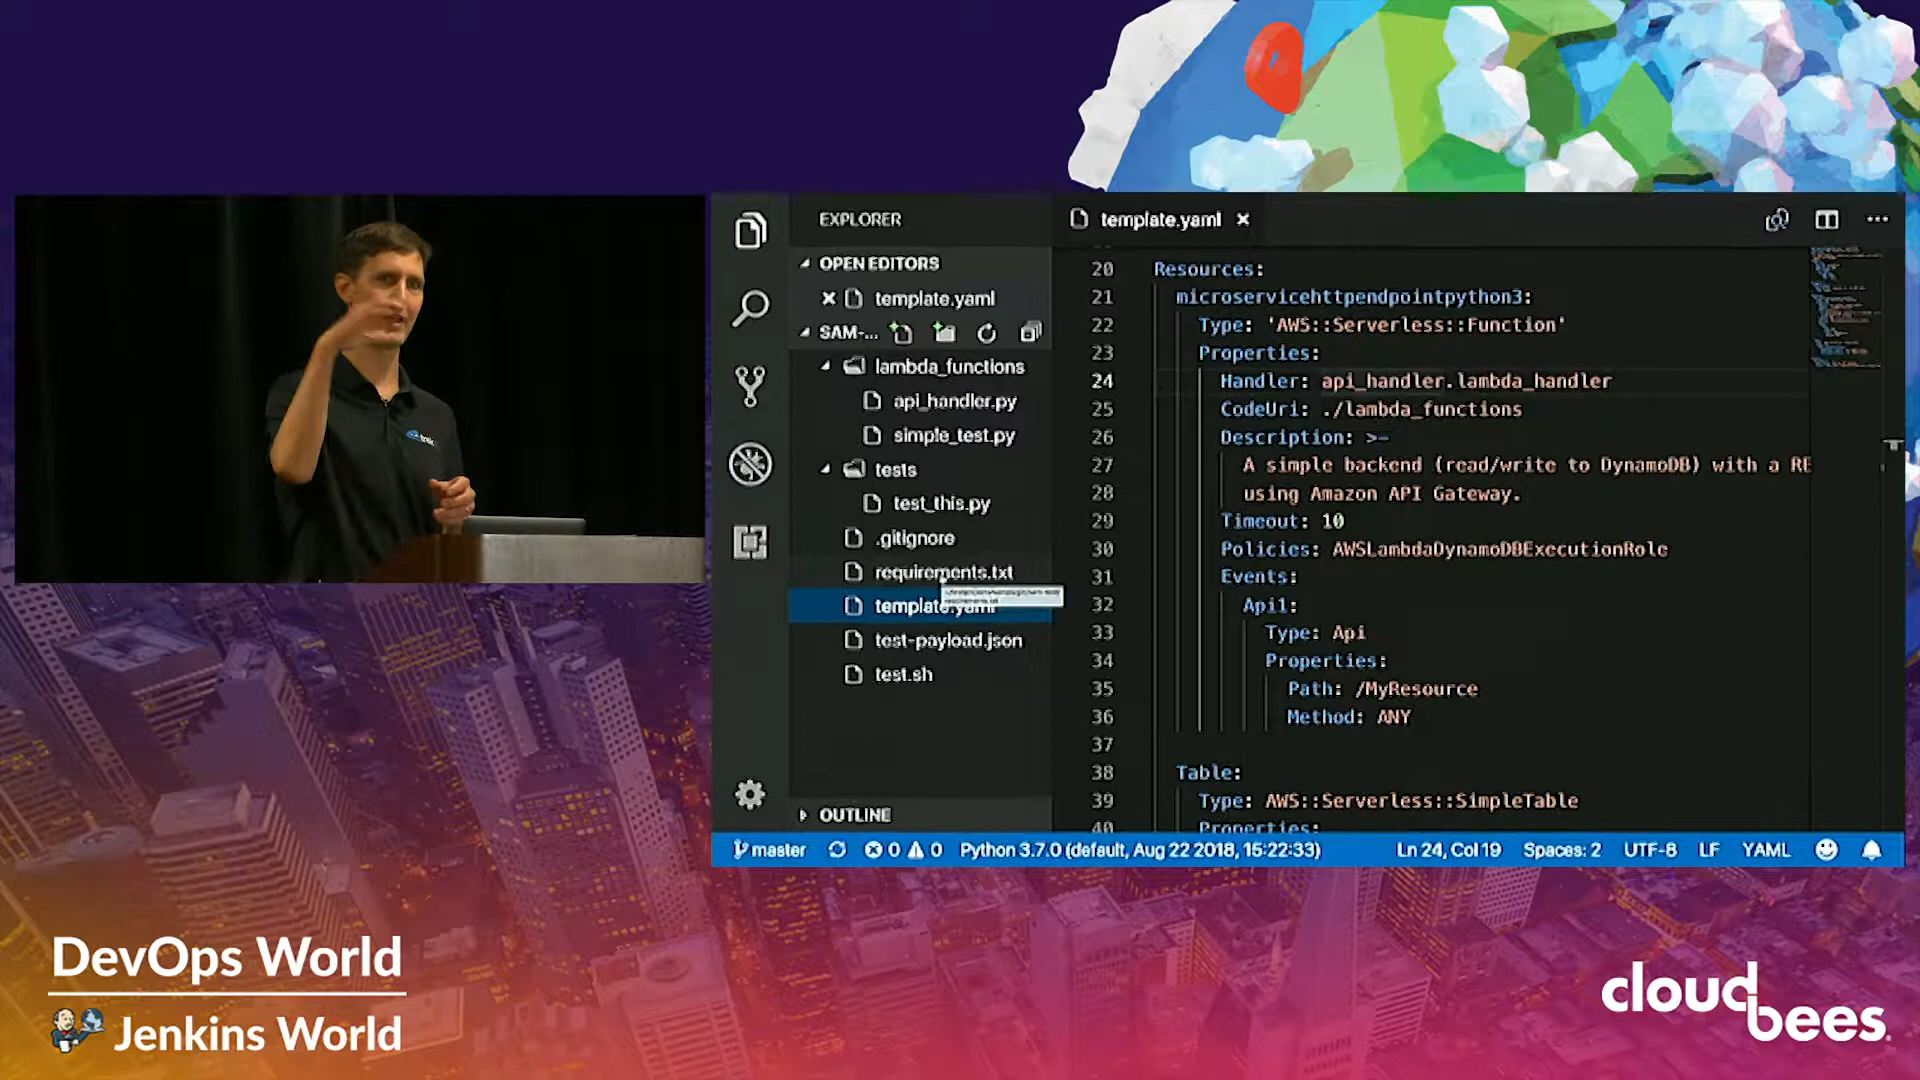 EXPLORER
OPEN EDITORS
template.yaml
SAM-...
lambda_functions
api_handler.py
simple_test.py
tests
test_this.py
.gitignore
requirements.txt
template.yaml
test-payload.json
test.sh
OUTLINE
template.yaml
20 Resources:
21 microservicehttpendpointpython3:
22 Type: 'AWS::Serverless::Function'
23 Properties:
24 Handler: api_handler.lambda_handler
25 CodeUri: ./lambda_functions
26 Description: >-
27 A simple backend (read/write to DynamoDB) with a RE
28 using Amazon API Gateway.
29 Timeout: 10
30 Policies: AWSLambdaDynamoDBExecutionRole
31 Events:
32 Api1:
33 Type: Api
34 Properties:
35 Path: /MyResource
36 Method: ANY
37
38 Table:
39 Type: AWS::Serverless::SimpleTable
40 Properties:
master 0 0 Python 3.7.0 (default, Aug 22 2018, 15:22:33) Ln 24, Col 19 Spaces: 2 UTF-8 LF YAML
DevOps World
Jenkins World
cloud
bees